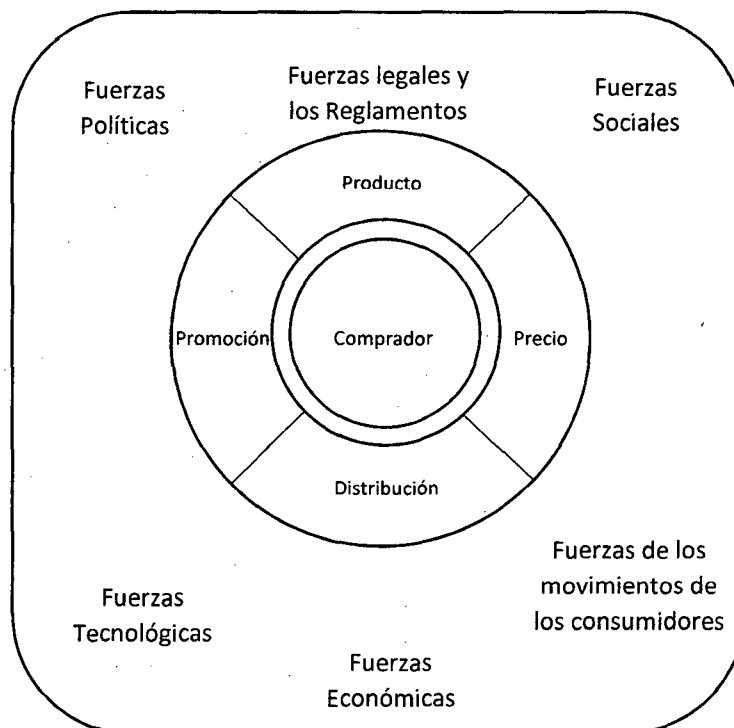 Fuerzas
Políticas
Fuerzas legales y
los Reglamentos
Fuerzas
Sociales
Producto
Promoción
Comprador
Precio
Distribución
Fuerzas
Tecnológicas
Fuerzas
Económicas
Fuerzas de los
movimientos de
los consumidores